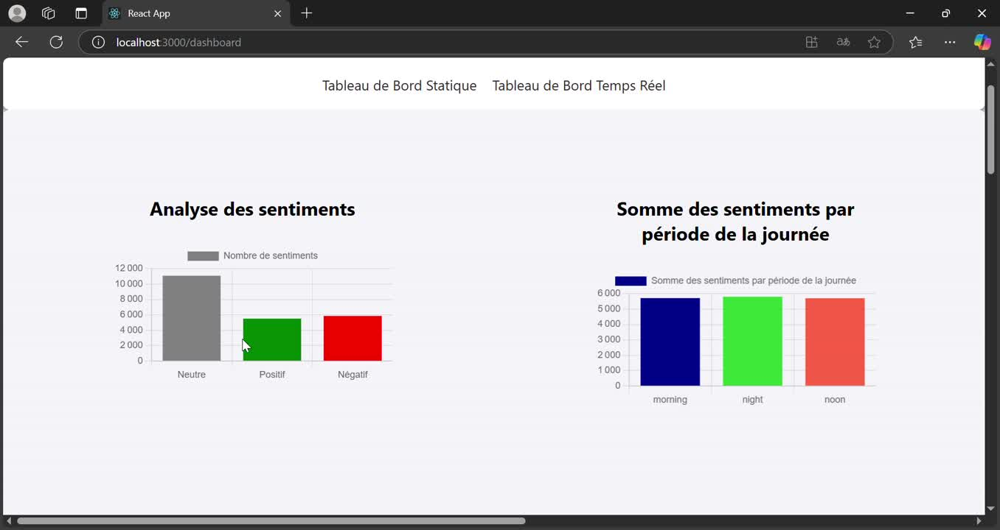 React App
localhost:3000/dashboard
Tableau de Bord Statique Tableau de Bord Temps Réel
Analyse des sentiments
Nombre de sentiments
12 000
10 000
8 000
6 000
4 000
2 000
0
Neutre Positif Négatif
Somme des sentiments par
période de la journée
Somme des sentiments par période de la journée
6 000
5 000
4 000
3 000
2 000
1 000
0
morning night noon